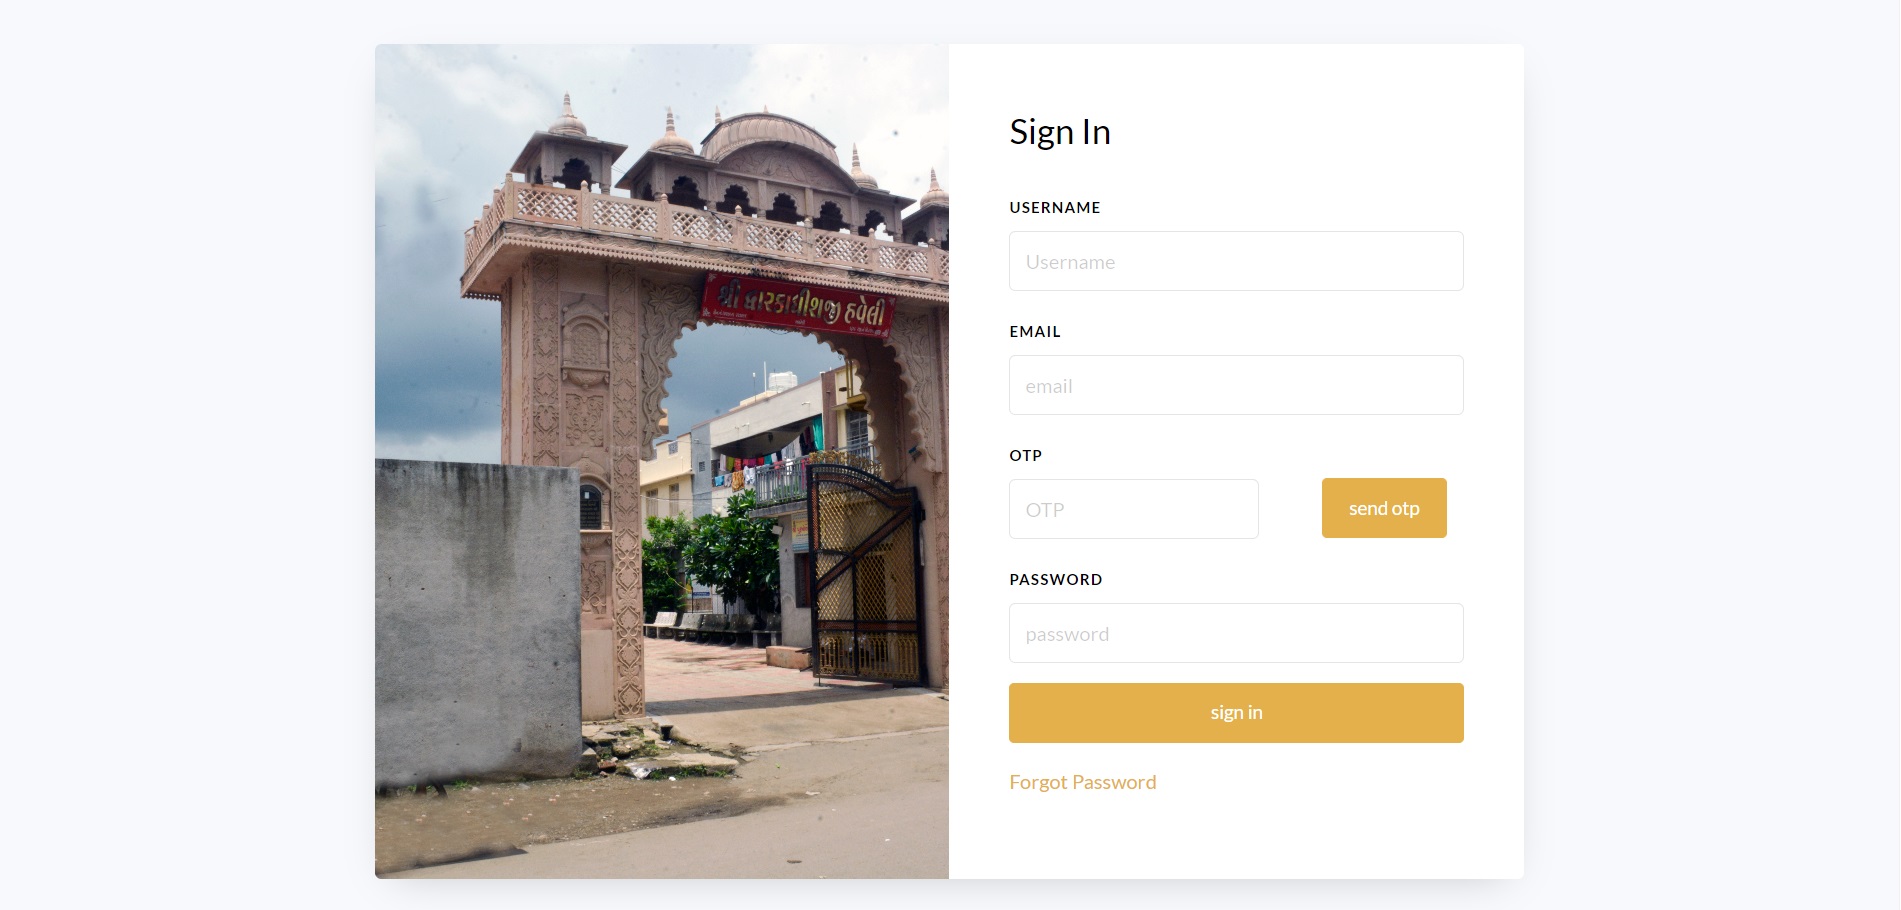 શ્રી દ્વારકાધીશજી હવેલી
Sign In
USERNAME
Username
EMAIL
email
OTP
OTP
send otp
PASSWORD
password
sign in
Forgot Password